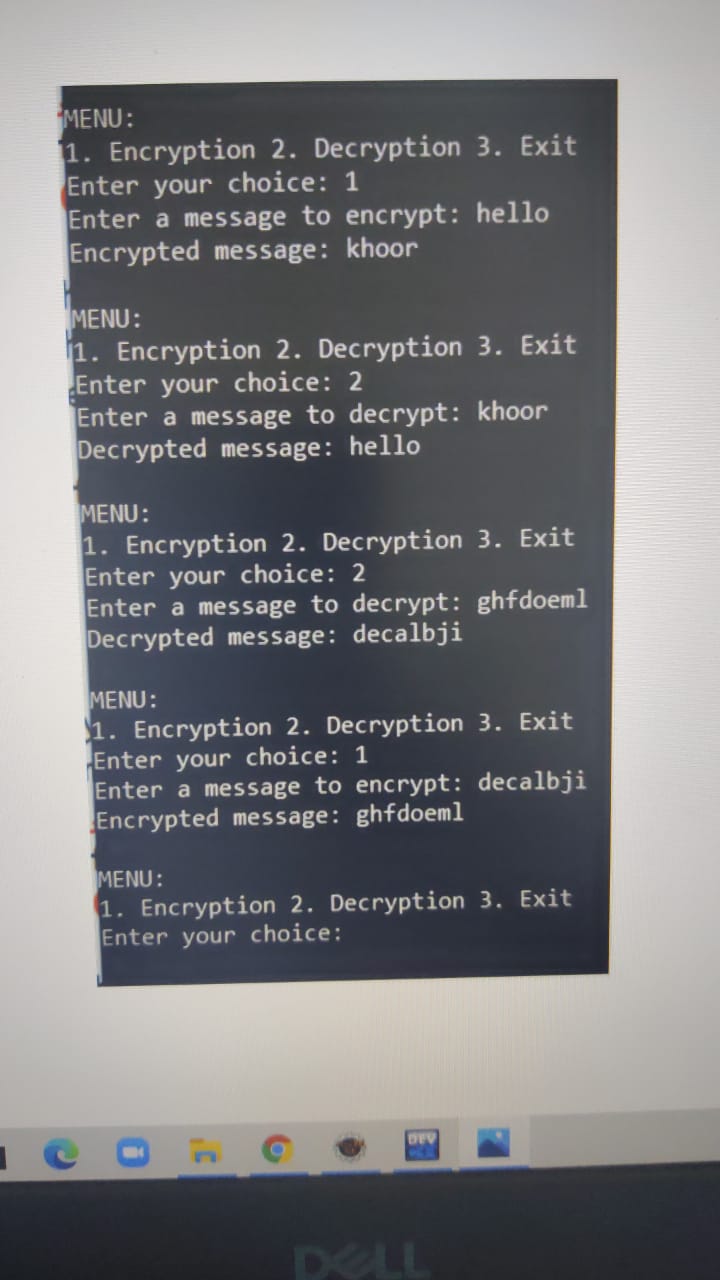 MENU:
1. Encryption 2. Decryption 3. Exit
Enter your choice: 1
Enter a message to encrypt: hello
Encrypted message: khoor
MENU:
1. Encryption 2. Decryption 3. Exit
Enter your choice: 2
Enter a message to decrypt: khoor
Decrypted message: hello
MENU:
1. Encryption 2. Decryption 3. Exit
Enter your choice: 2
Enter a message to decrypt: ghfdoeml
Decrypted message: decalbji
MENU:
1. Encryption 2. Decryption 3. Exit
Enter your choice: 1
Enter a message to encrypt: decalbji
Encrypted message: ghfdoeml
MENU:
1. Encryption 2. Decryption 3. Exit
Enter your choice:
DEV
DELL